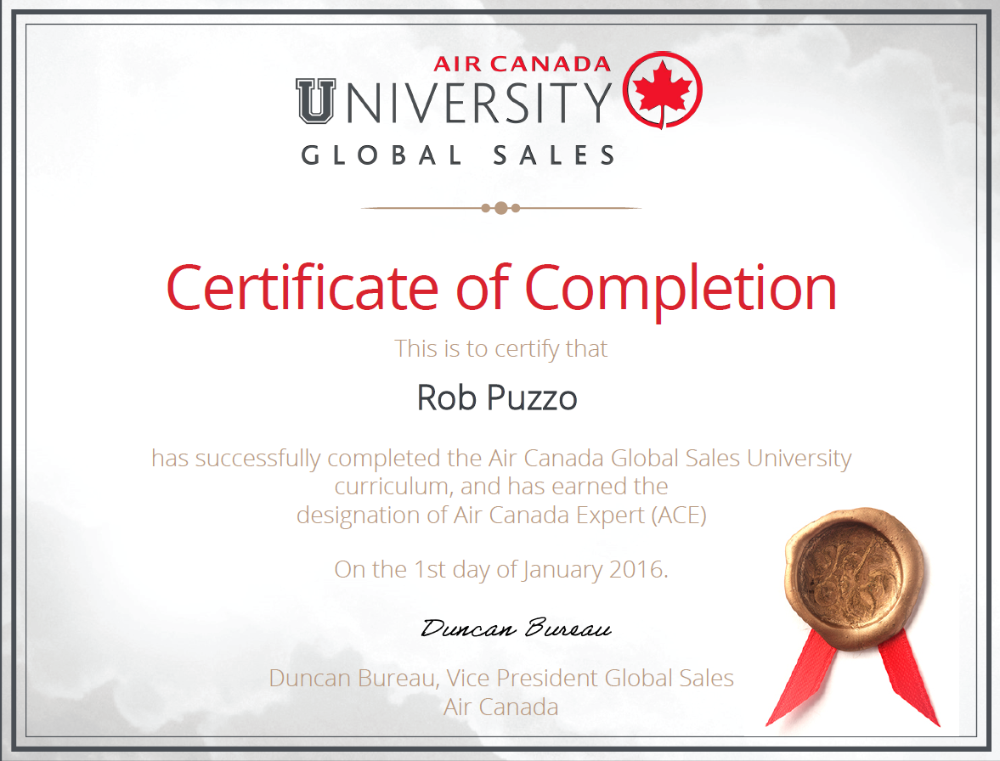 AIR CANADA
UNIVERSITY
GLOBAL SALES
Certificate of Completion
This is to certify that
Rob Puzzo
has successfully completed the Air Canada Global Sales University
curriculum, and has earned the
designation of Air Canada Expert (ACE)
On the 1st day of January 2016.
Duncan Bureau
Duncan Bureau, Vice President Global Sales
Air Canada